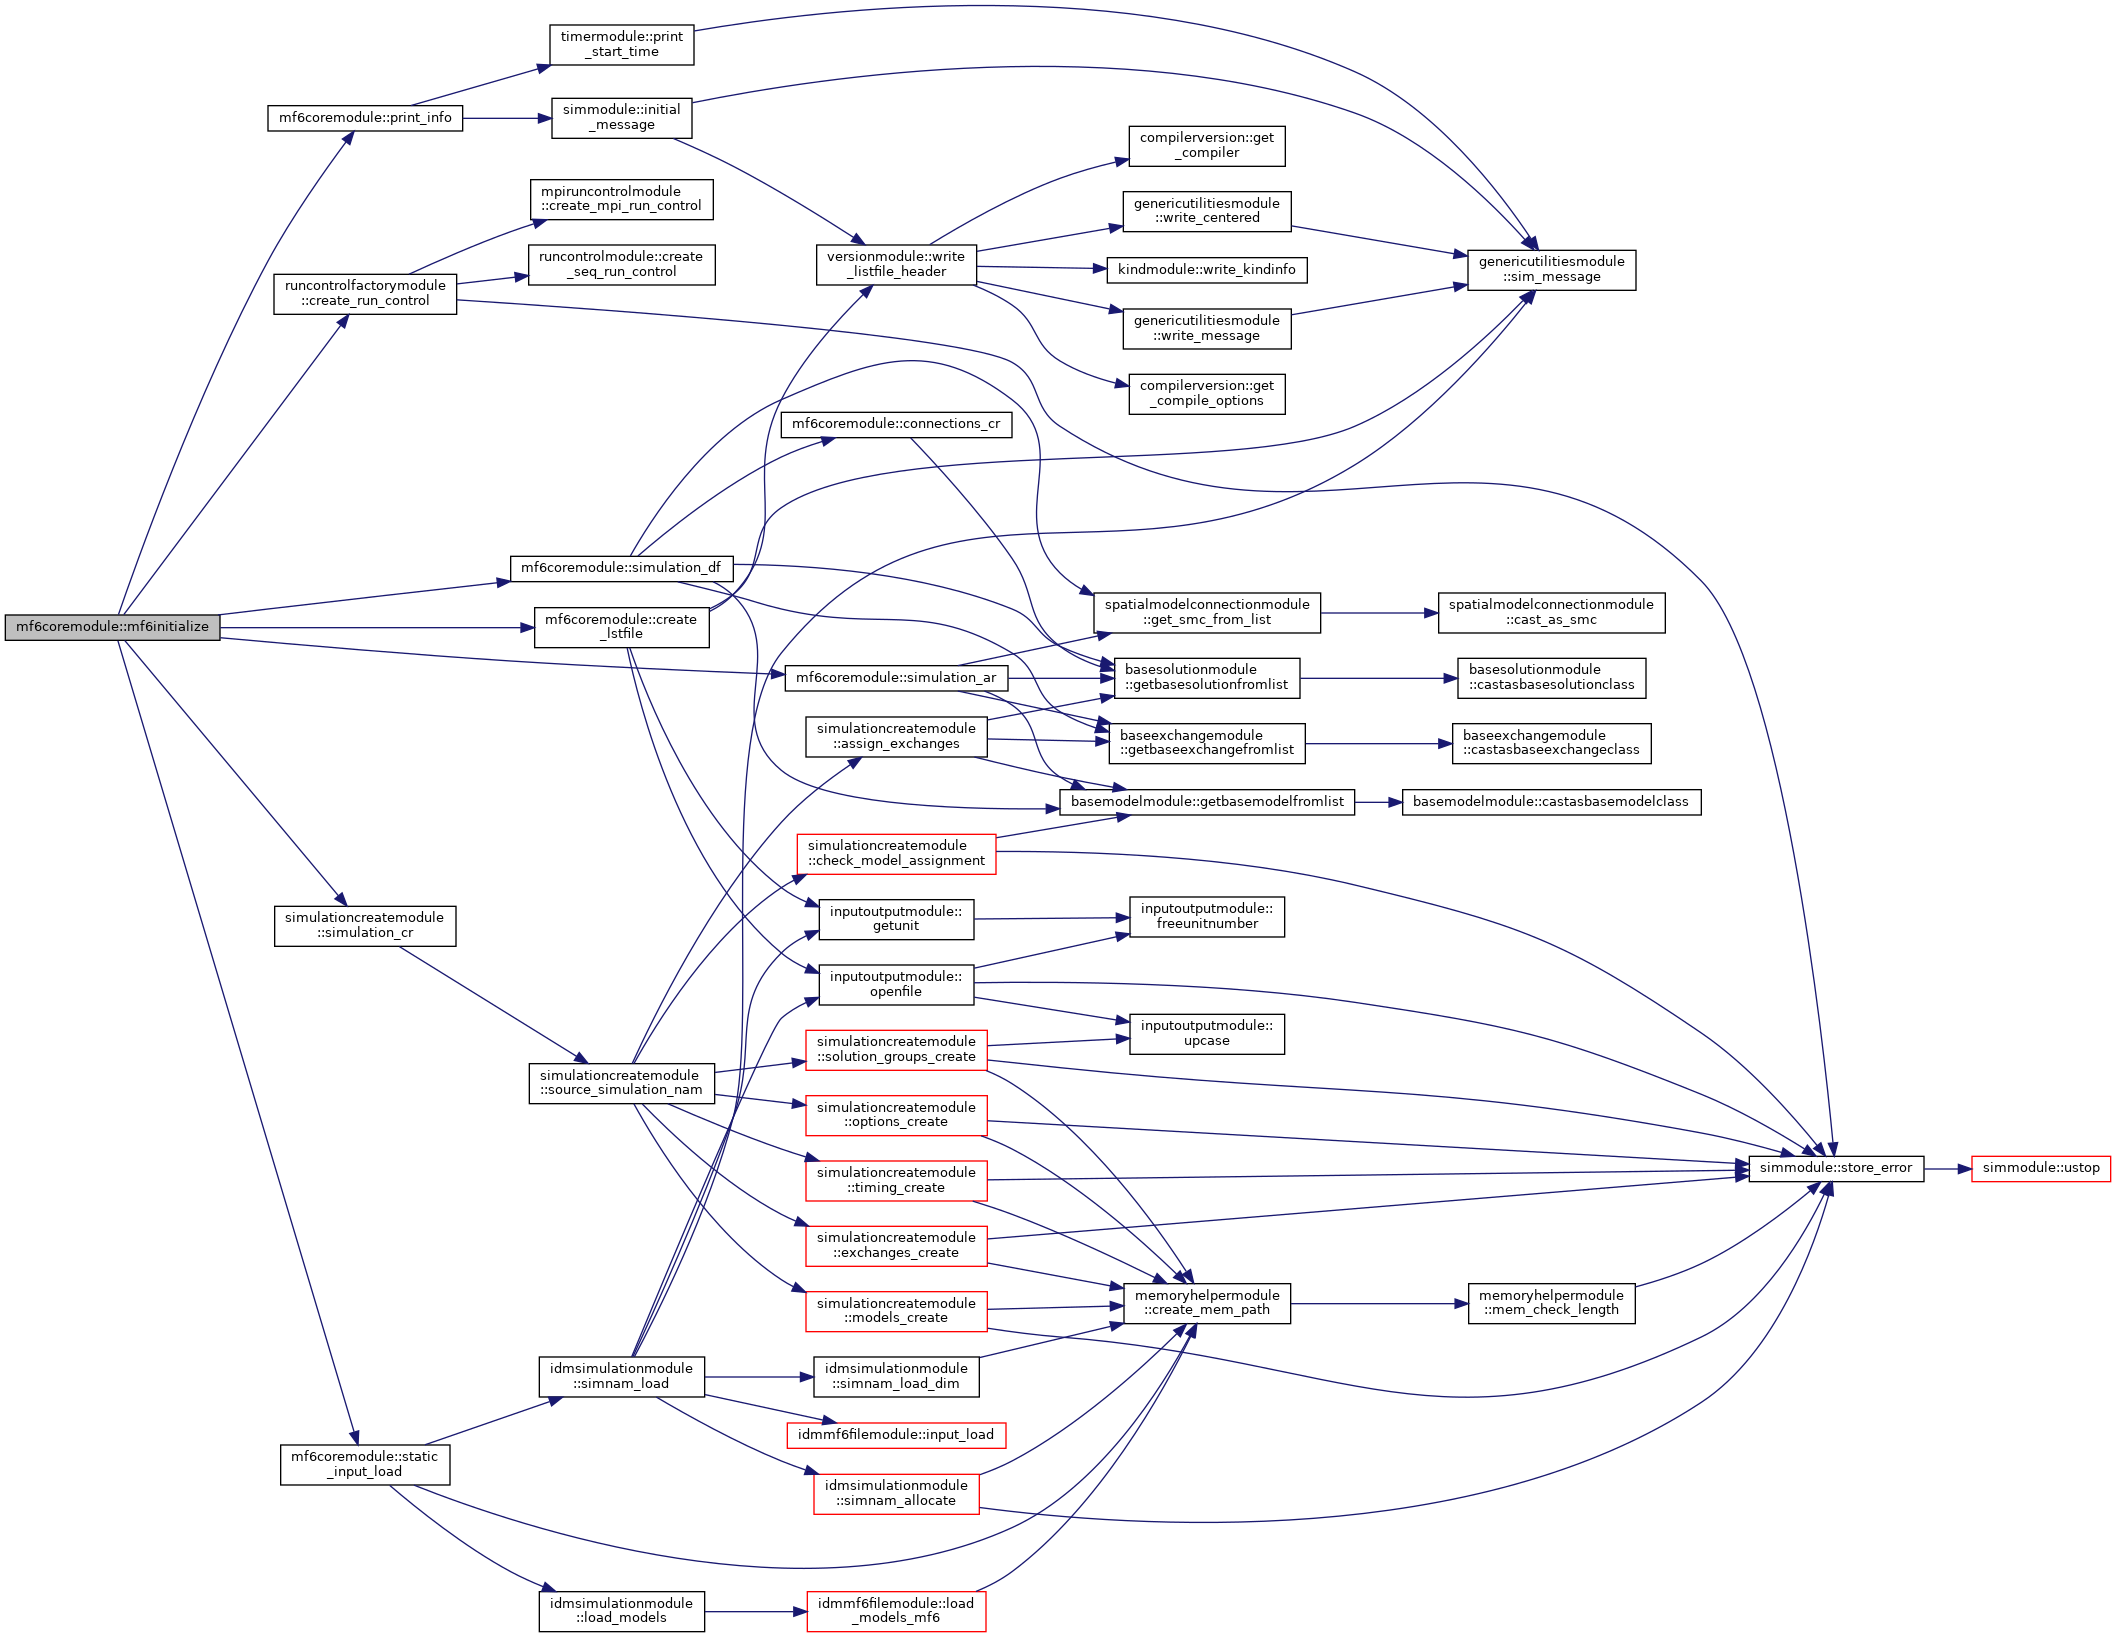 timermodule::print
_start_time
mf6coremodule::print_info
simmodule::initial
_message
compilerversion::get
_compiler
mpiruncontrolmodule
::create_mpi_run_control
genericutilitiesmodule
::write_centered
runcontrolmodule::create
_seq_run_control
versionmodule::write
_listfile_header
kindmodule::write_kindinfo
genericutilitiesmodule
::sim_message
runcontrolfactorymodule
::create_run_control
genericutilitiesmodule
::write_message
compilerversion::get
_compile_options
mf6coremodule::connections_cr
mf6coremodule::simulation_df
mf6coremodule::mf6initialize
mf6coremodule::create
_lstfile
spatialmodelconnectionmodule
::get_smc_from_list
spatialmodelconnectionmodule
::cast_as_smc
mf6coremodule::simulation_ar
basesolutionmodule
::getbasesolutionfromlist
basesolutionmodule
::castasbasesolutionclass
simulationcreatemodule
::assign_exchanges
baseexchangemodule
::getbaseexchangefromlist
baseexchangemodule
::castasbaseexchangeclass
basemodelmodule::getbasemodelfromlist
basemodelmodule::castasbasemodelclass
simulationcreatemodule
::check_model_assignment
inputoutputmodule::
getunit
inputoutputmodule::
freeunitnumber
simulationcreatemodule
::simulation_cr
inputoutputmodule::
openfile
inputoutputmodule::
upcase
simulationcreatemodule
::solution_groups_create
simulationcreatemodule
::source_simulation_nam
simulationcreatemodule
::options_create
simulationcreatemodule
::timing_create
simmodule::store_error
simmodule::ustop
simulationcreatemodule
::exchanges_create
simulationcreatemodule
::models_create
memoryhelpermodule
::create_mem_path
memoryhelpermodule
::mem_check_length
idmsimulationmodule
::simnam_load
idmsimulationmodule
::simnam_load_dim
idmmf6filemodule::input_load
mf6coremodule::static
_input_load
idmsimulationmodule
::simnam_allocate
idmsimulationmodule
::load_models
idmmf6filemodule::load
_models_mf6